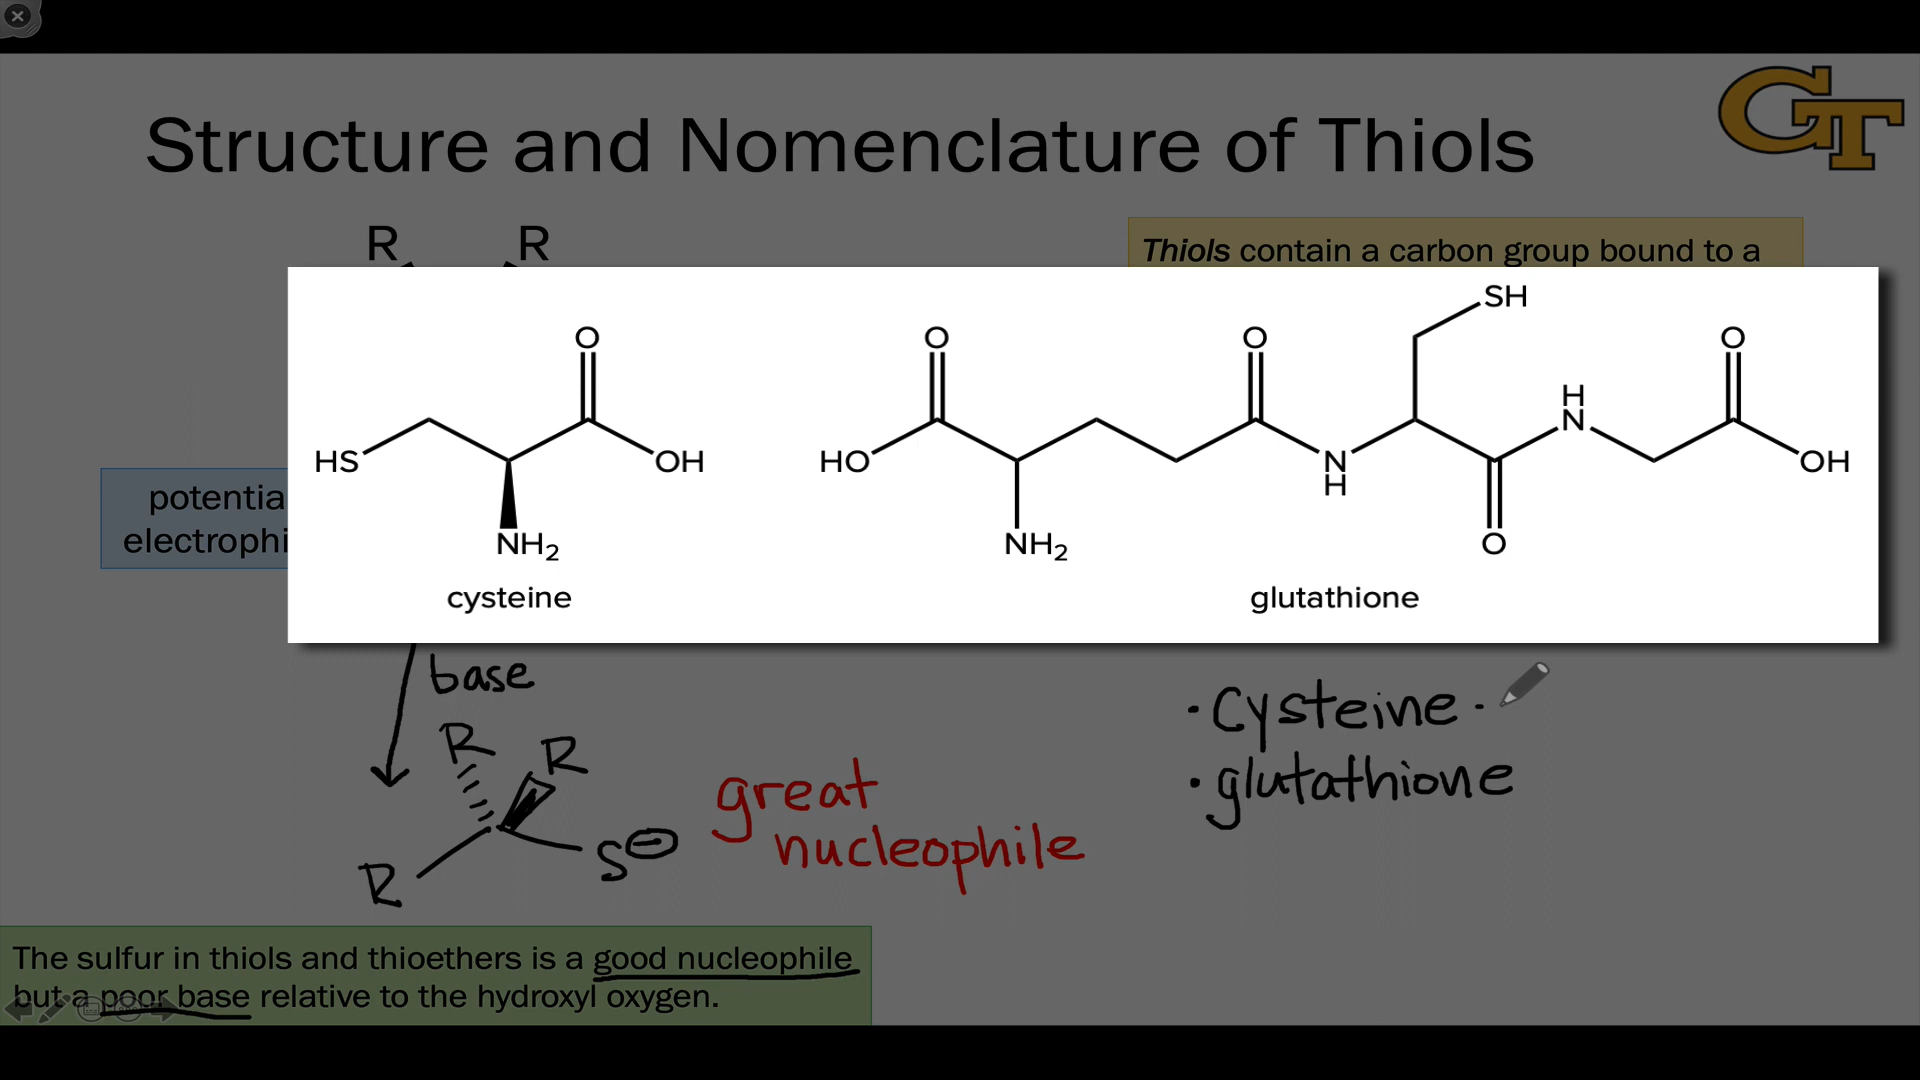 GT
Structure and Nomenclature of Thiols
R R
Thiols contain a carbon group bound to a
SH
O O O O
H
N
HS OH HO N OH
H
NH2 NH2 O
cysteine glutathione
potentia
electrophi
base
R R
R S⊖
great
nucleophile
· Cysteine -
· glutathione
The sulfur in thiols and thioethers is a good nucleophile
but a poor base relative to the hydroxyl oxygen.